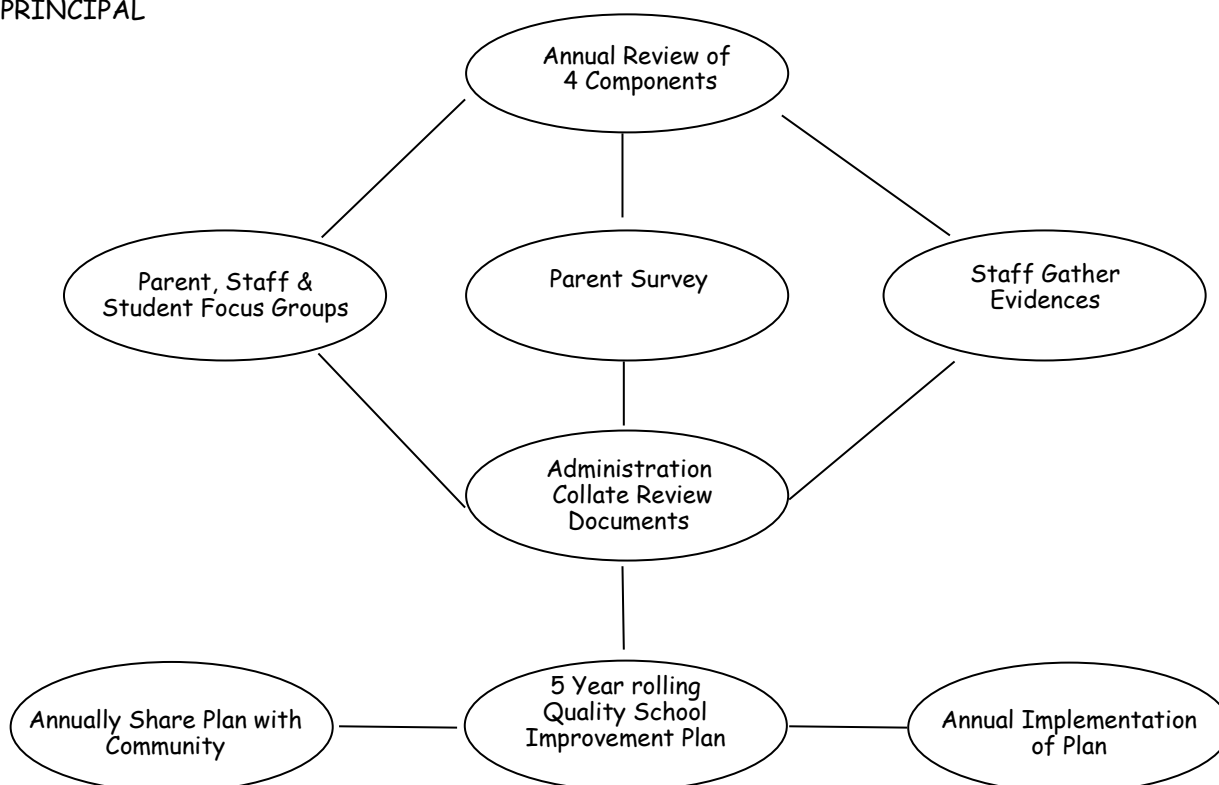 PRINCIPAL
Annual Review of
4 Components
Parent, Staff &
Student Focus Groups
Parent Survey
Staff Gather
Evidences
Administration
Collate Review
Documents
Annually Share Plan with
Community
5 Year rolling
Quality School
Improvement Plan
Annual Implementation
of Plan